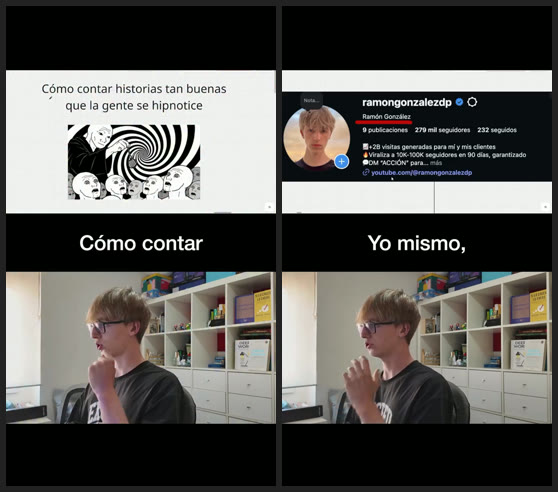 Cómo contar historias tan buenas
que la gente se hipnotice
Cómo contar
Nota...
ramongonzalezdp
Ramón González
9 publicaciones 279 mil seguidores 232 seguidos
+2B visitas generadas para mí y mis clientes
Viraliza a 10K-100K seguidores en 90 días, garantizado
DM "ACCIÓN" para... más
youtube.com/@ramongonzalezdp
Yo mismo,